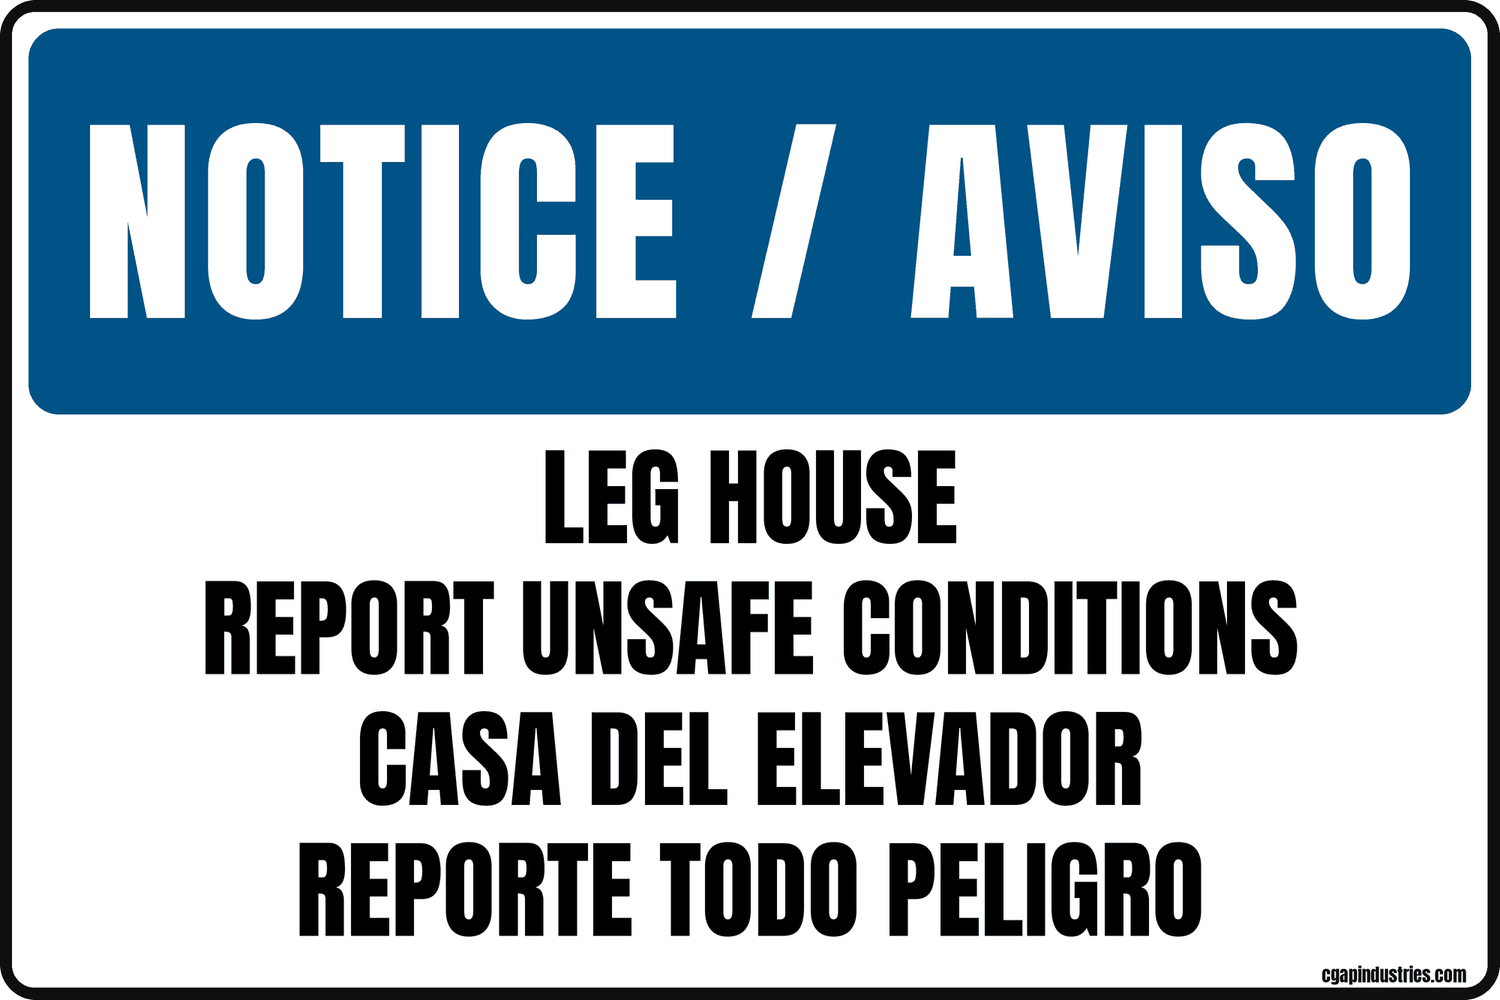 NOTICE / AVISO
LEG HOUSE
REPORT UNSAFE CONDITIONS
CASA DEL ELEVADOR
REPORTE TODO PELIGRO
cgapindustries.com